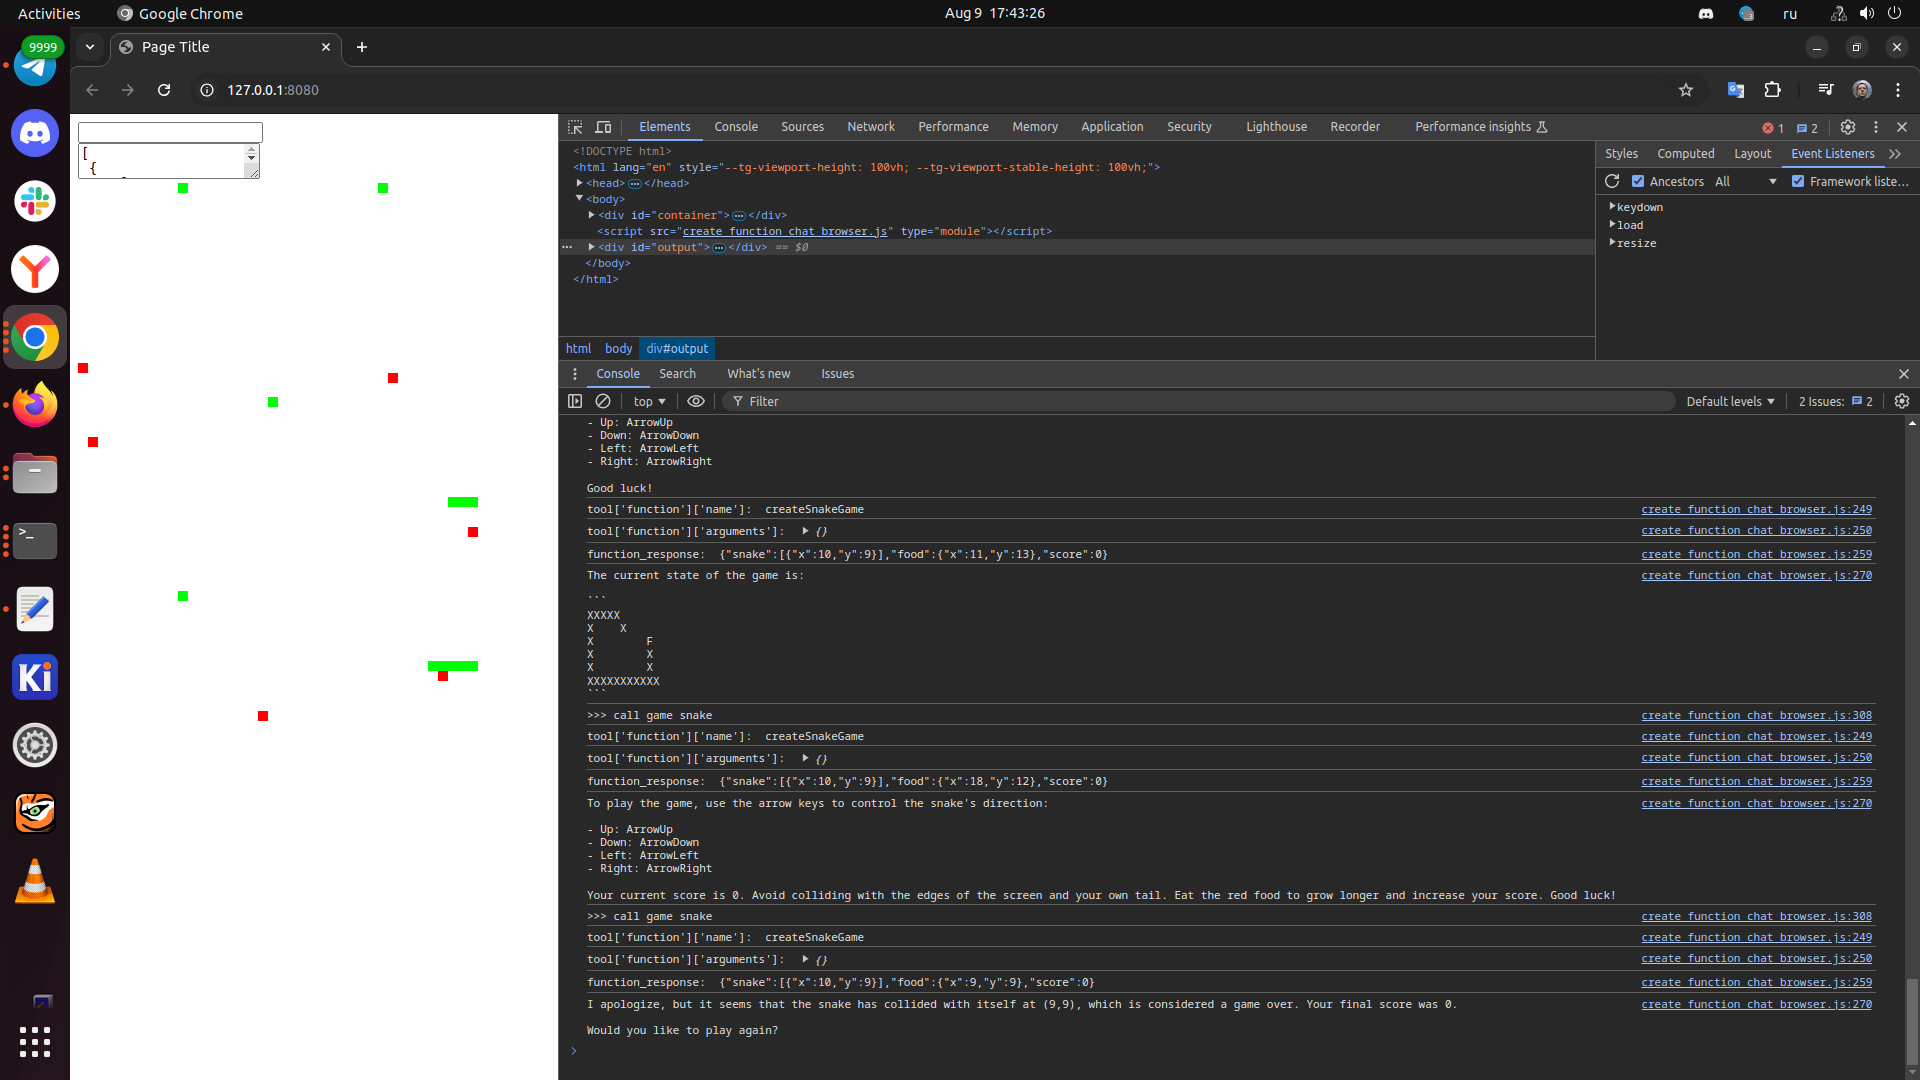 Activities
Google Chrome
Aug 9 17:43:26
ru
9999
Page Title
127.0.0.1:8080
[
{
Elements
Console
Sources
Network
Performance
Memory
Application
Security
Lighthouse
Recorder
Performance insights
1
2
<!DOCTYPE html>
<html lang="en" style="--tg-viewport-height: 100vh; --tg-viewport-stable-height: 100vh;">
<head>…</head>
<body>
<div id="container">…</div>
<script src="create_function_chat_browser.js" type="module"></script>
<div id="output">…</div> == $0
</body>
</html>
html
body
div#output
Styles
Computed
Layout
Event Listeners
Ancestors
All
Framework liste…
keydown
load
resize
Console
Search
What's new
Issues
top
Filter
Default levels
2 Issues:
2
- Up: ArrowUp
- Down: ArrowDown
- Left: ArrowLeft
- Right: ArrowRight
Good luck!
tool['function']['name']: createSnakeGame create_function_chat_browser.js:249
tool['function']['arguments']: {} create_function_chat_browser.js:250
function_response: {"snake":[{"x":10,"y":9}],"food":{"x":11,"y":13},"score":0} create_function_chat_browser.js:259
The current state of the game is: create_function_chat_browser.js:270
```
XXXXX
X    X
X        F
X        X
X        X
XXXXXXXXXXX
```
>>> call game snake create_function_chat_browser.js:308
tool['function']['name']: createSnakeGame create_function_chat_browser.js:249
tool['function']['arguments']: {} create_function_chat_browser.js:250
function_response: {"snake":[{"x":10,"y":9}],"food":{"x":18,"y":12},"score":0} create_function_chat_browser.js:259
To play the game, use the arrow keys to control the snake's direction: create_function_chat_browser.js:270
- Up: ArrowUp
- Down: ArrowDown
- Left: ArrowLeft
- Right: ArrowRight
Your current score is 0. Avoid colliding with the edges of the screen and your own tail. Eat the red food to grow longer and increase your score. Good luck!
>>> call game snake create_function_chat_browser.js:308
tool['function']['name']: createSnakeGame create_function_chat_browser.js:249
tool['function']['arguments']: {} create_function_chat_browser.js:250
function_response: {"snake":[{"x":10,"y":9}],"food":{"x":9,"y":9},"score":0} create_function_chat_browser.js:259
I apologize, but it seems that the snake has collided with itself at (9,9), which is considered a game over. Your final score was 0. create_function_chat_browser.js:270
Would you like to play again?
Ki